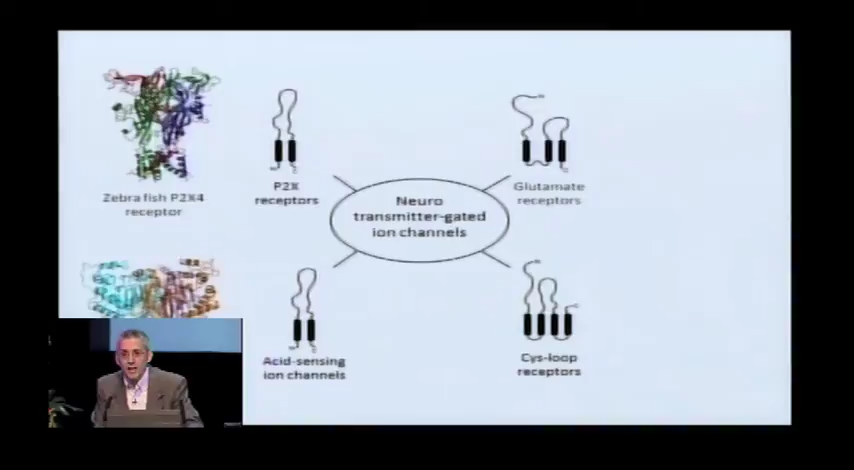 Zebra fish P2X4
receptor
P2X
receptors
Glutamate
receptors
Neuro
transmitter-gated
ion channels
Acid-sensing
ion channels
Cys-loop
receptors